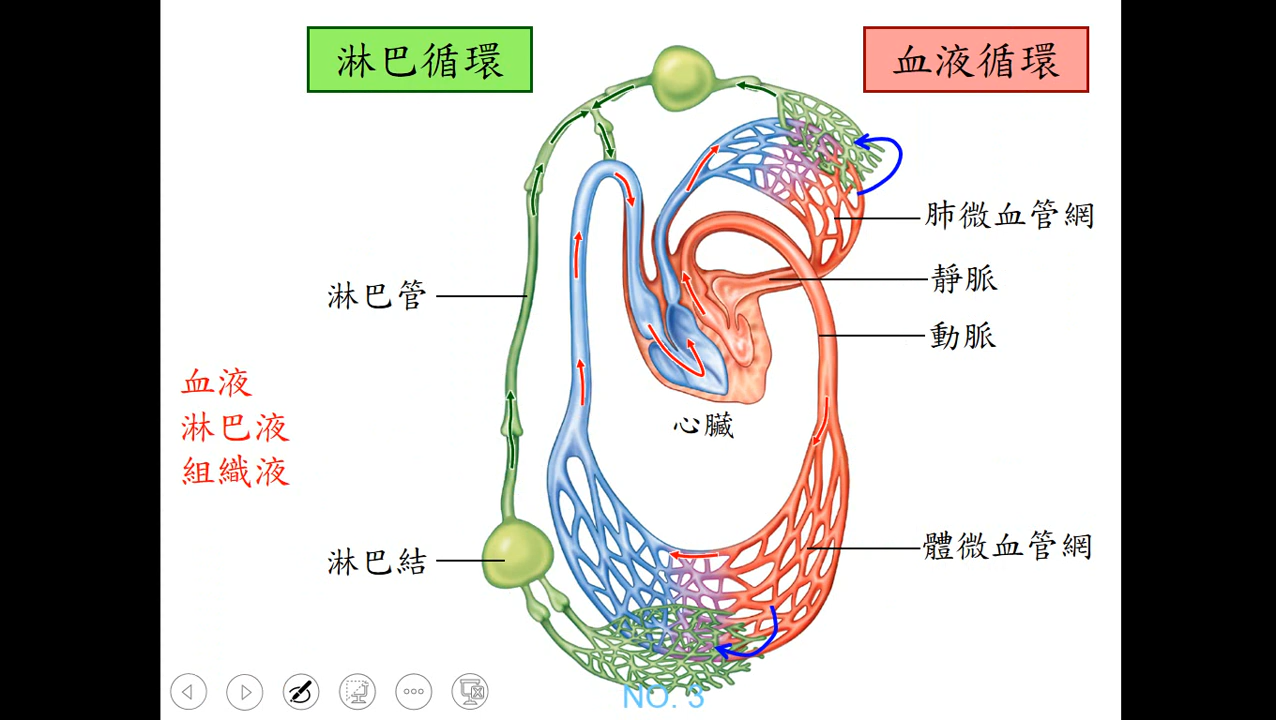 淋巴循環
血液循環
肺微血管網
靜脈
淋巴管
動脈
血液
淋巴液
組織液
心臟
淋巴結
體微血管網
NO. 3